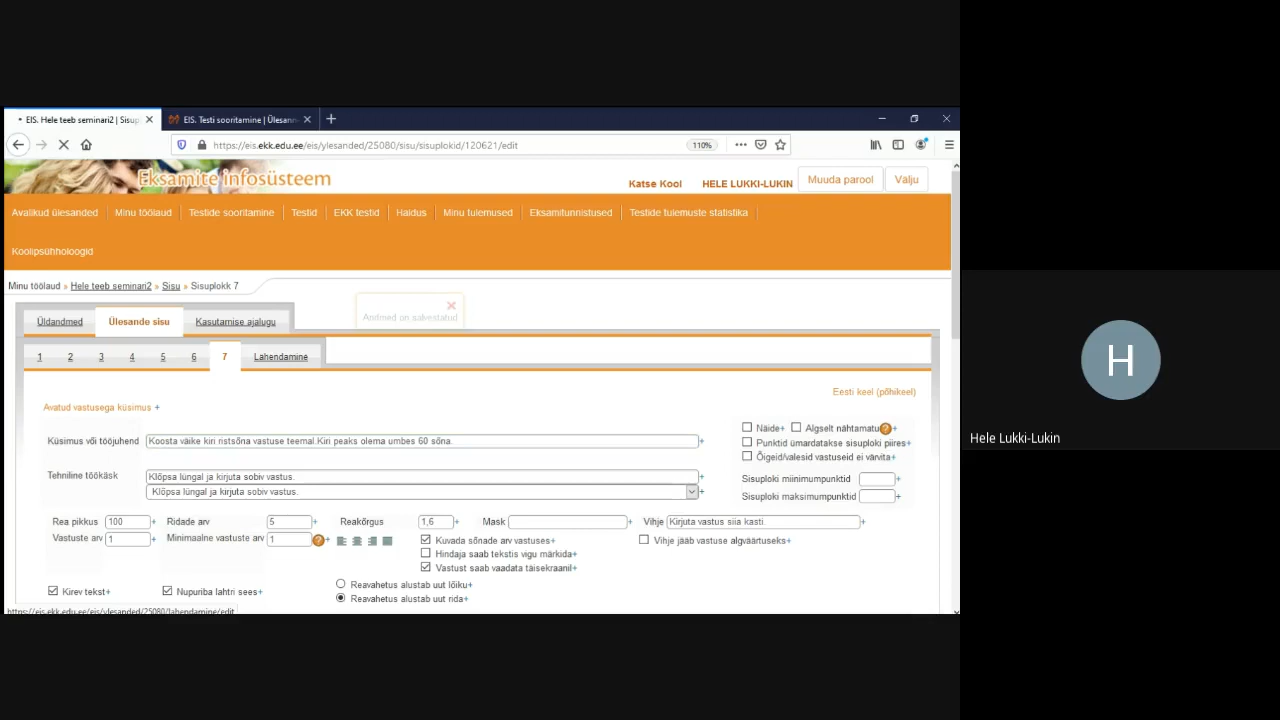 EIS. Hele teeb seminari2 | Sisup
EIS. Testi sooritamine | Ülesann
https://eis.ekk.edu.ee/eis/ylesanded/25080/sisu/sisuplokid/120621/edit
110%
Eksamite infosüsteem
Katse Kool HELE LUKKI-LUKIN Muuda parool Välju
Avalikud ülesanded Minu töölaud Testide sooritamine Testid EKK testid Haldus Minu tulemused Eksamitunnistused Testide tulemuste statistika
Koolipsühholoogid
Minu töölaud » Hele teeb seminari2 » Sisu » Sisuplokk 7
Andmed on salvestatud
Üldandmed Ülesande sisu Kasutamise ajalugu
1 2 3 4 5 6 7 Lahendamine
Eesti keel (põhikeel)
Avatud vastusega küsimus +
Näide+ Algselt nähtamatu ? +
Küsimus või tööjuhend Koosta väike kiri ristsõna vastuse teemal.Kiri peaks olema umbes 60 sõna. +
Punktid ümardatakse sisuploki piires+
Õigeid/valesid vastuseid ei värvita+
Tehniline töökäsk Klõpsa lüngal ja kirjuta sobiv vastus. +
Sisuploki miinimumpunktid +
Klõpsa lüngal ja kirjuta sobiv vastus. +
Sisuploki maksimumpunktid +
Rea pikkus 100 + Ridade arv 5 + Reakõrgus 1,6 + Mask + Vihje Kirjuta vastus siia kasti. +
Vastuste arv 1 + Minimaalne vastuste arv 1 ? + Kuvada sõnade arv vastuses+ Vihje jääb vastuse algväärtuseks+
Hindaja saab tekstis vigu märkida+
Vastust saab vaadata täisekraanil+
Reavahetus alustab uut lõiku+
Kirev tekst+ Nupuriba lahtri sees+
Reavahetus alustab uut rida+
https://eis.ekk.edu.ee/eis/ylesanded/25080/lahendamine/edit
H
Hele Lukki-Lukin